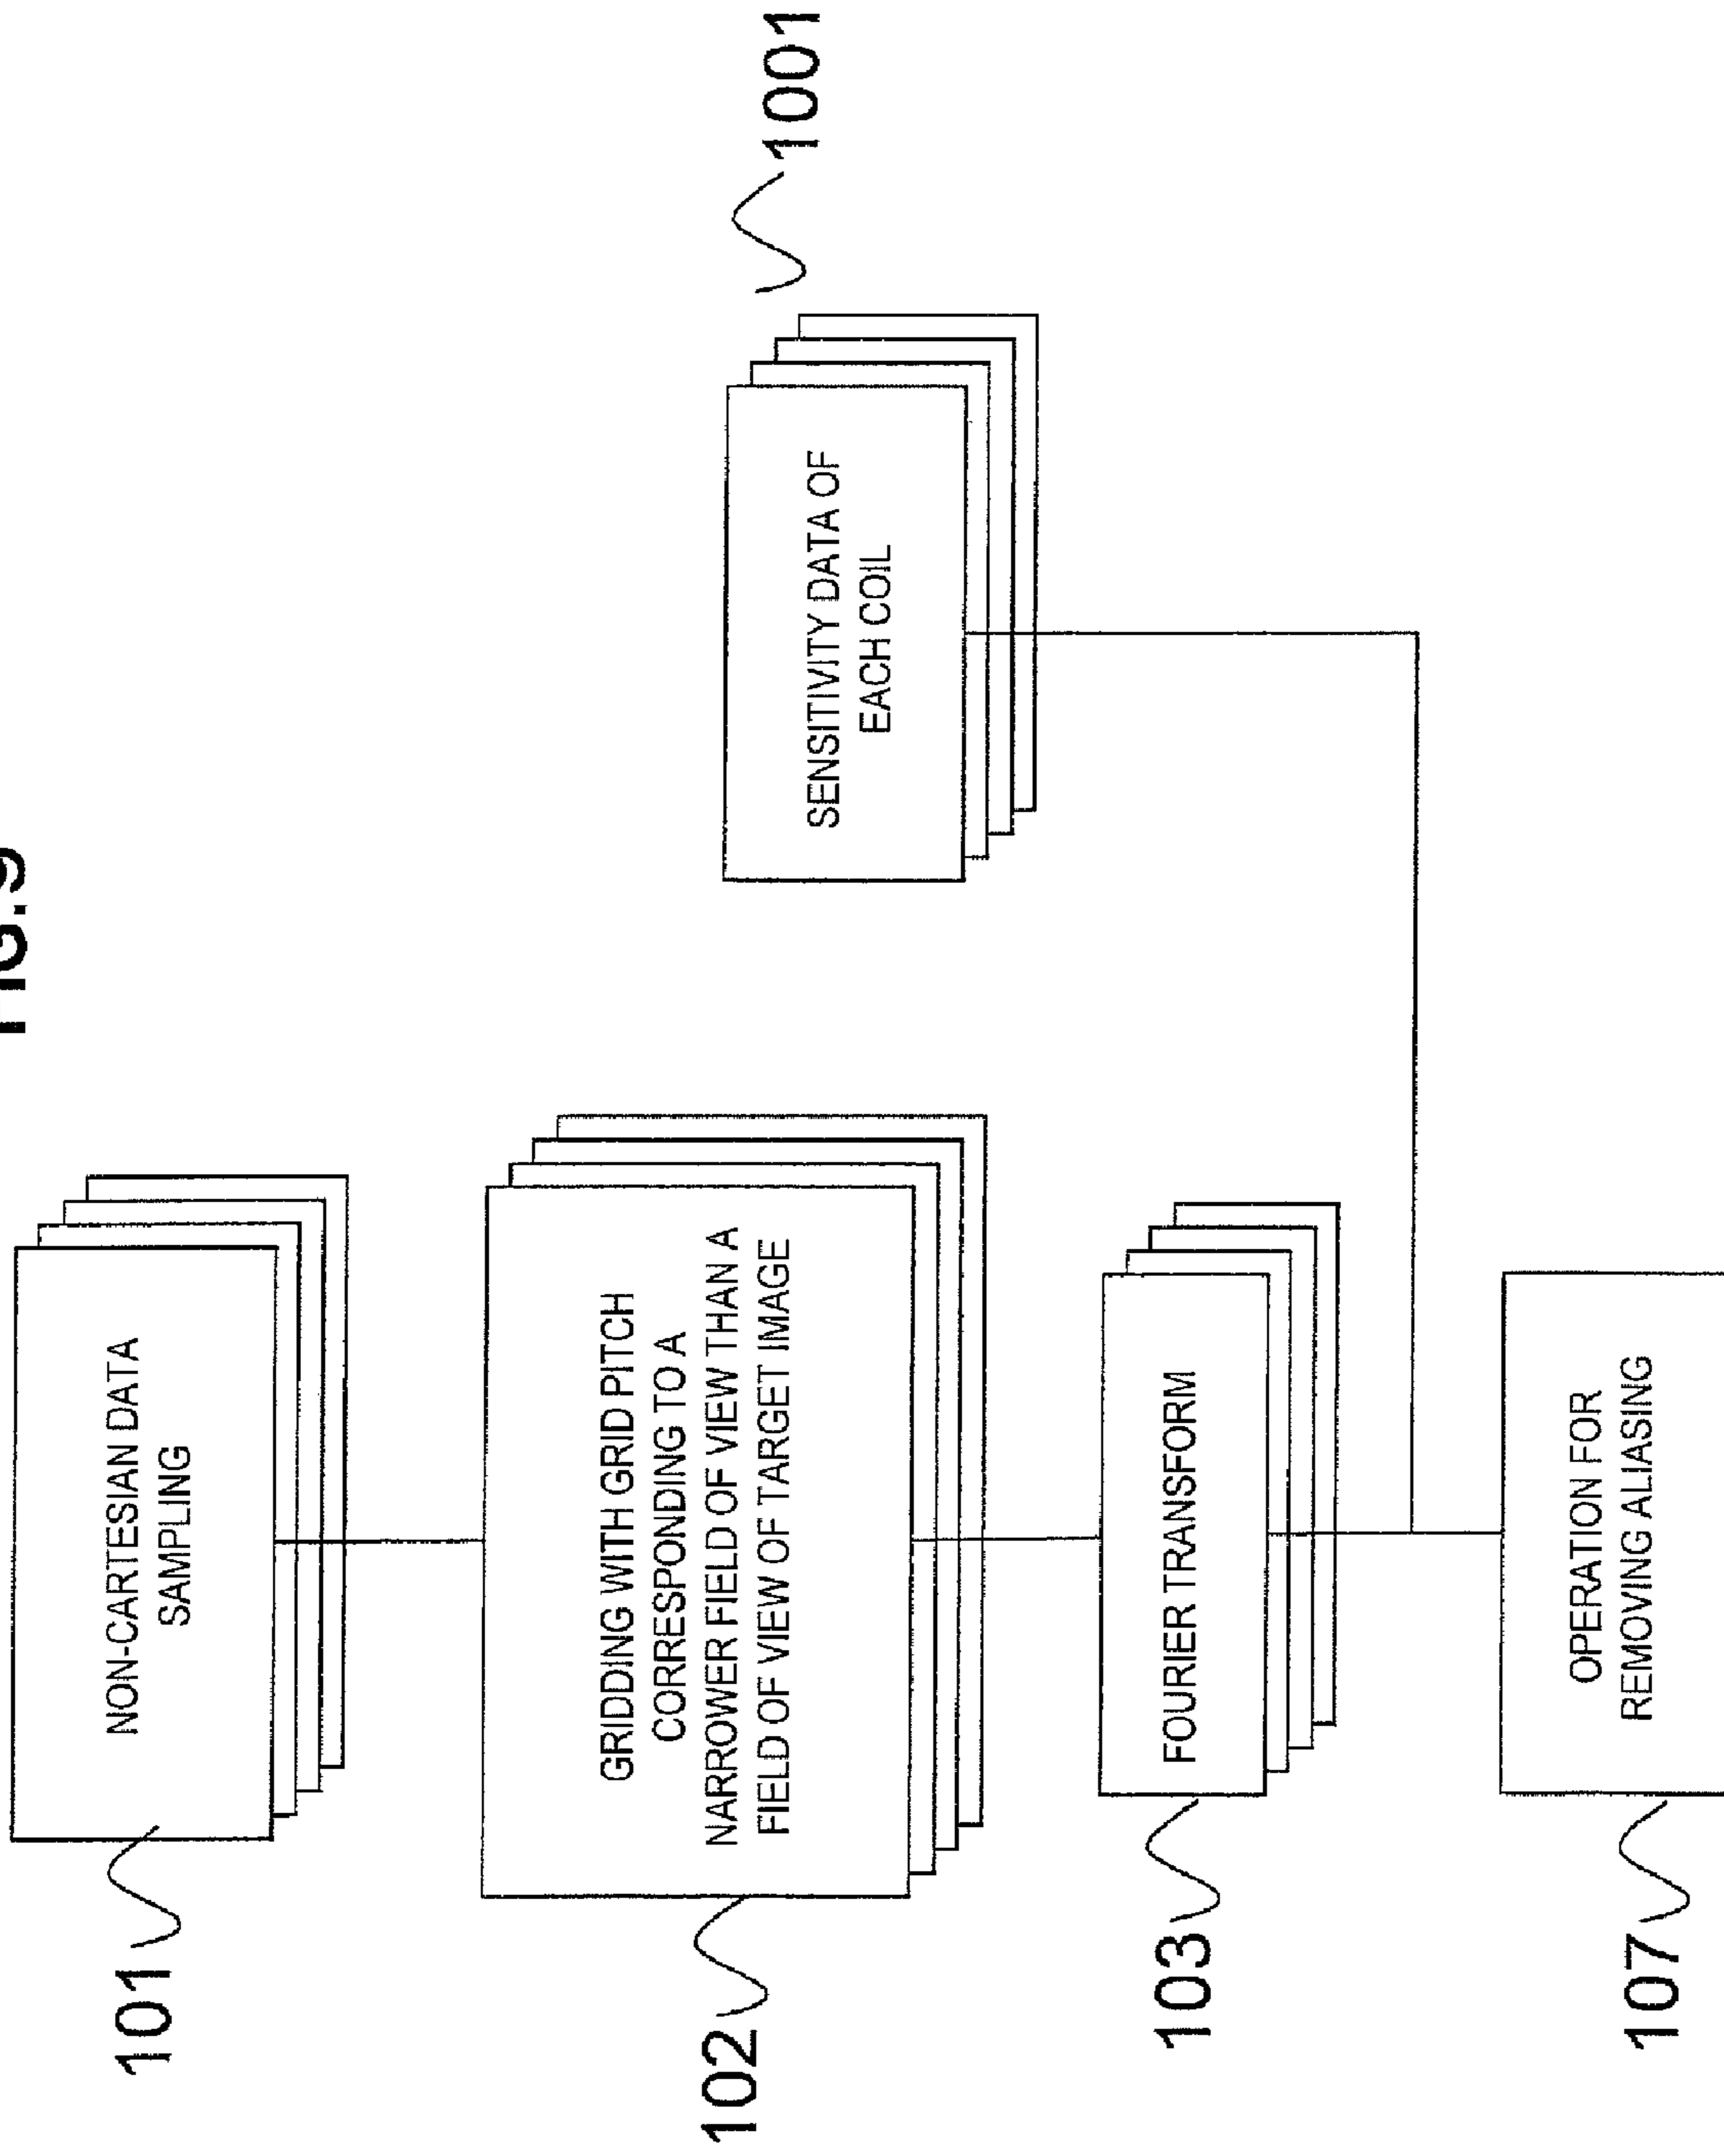 FIG.9
101
NON-CARTESIAN DATA
SAMPLING
102
GRIDDING WITH GRID PITCH
CORRESPONDING TO A
NARROWER FIELD OF VIEW THAN A
FIELD OF VIEW OF TARGET IMAGE
1001
SENSITIVITY DATA OF
EACH COIL
103
FOURIER TRANSFORM
107
OPERATION FOR
REMOVING ALIASING